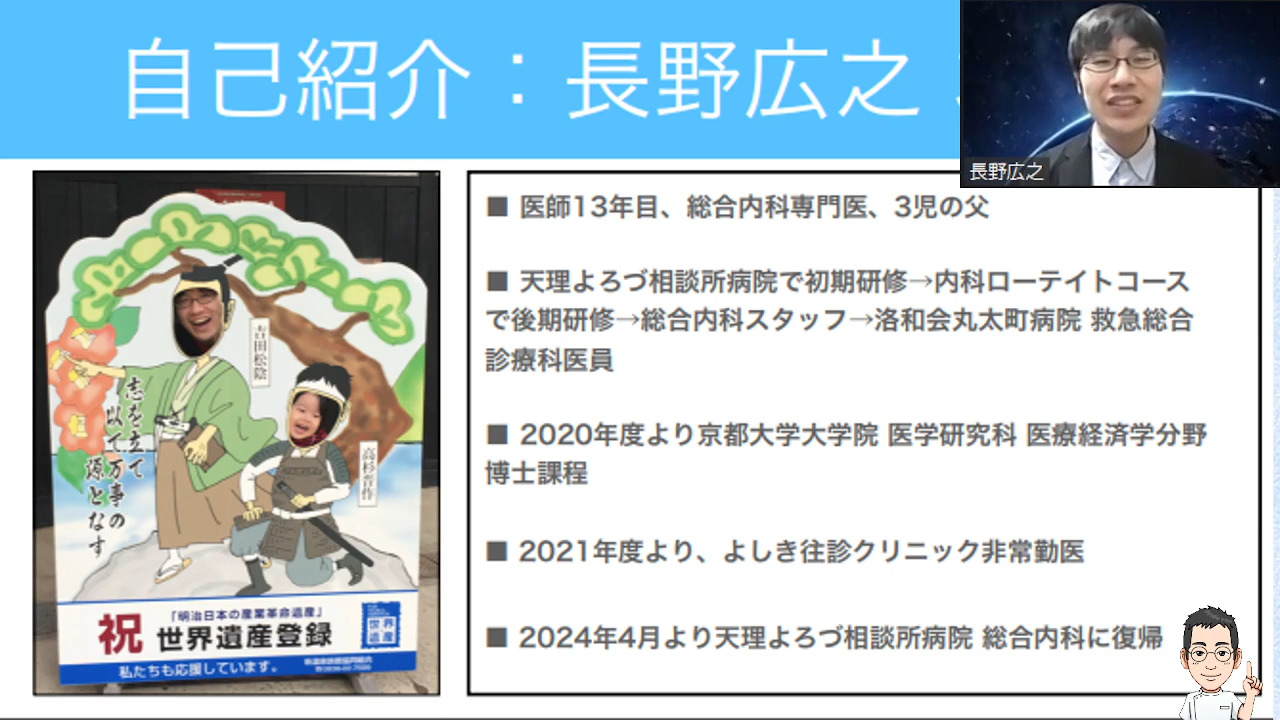 自己紹介：長野広之
長野広之
■ 医師13年目、総合内科専門医、3児の父
■ 天理よろづ相談所病院で初期研修→内科ローテイトコース
で後期研修→総合内科スタッフ→洛和会丸太町病院 救急総合
診療科医員
■ 2020年度より京都大学大学院 医学研究科 医療経済学分野
博士課程
■ 2021年度より、よしき往診クリニック非常勤医
■ 2024年4月より天理よろづ相談所病院 総合内科に復帰
吉田松陰
高杉晋作
志を立て
以て万事の
源となす
祝
「明治日本の産業革命遺産」
世界遺産登録
世界
遺産
私たちも応援しています。